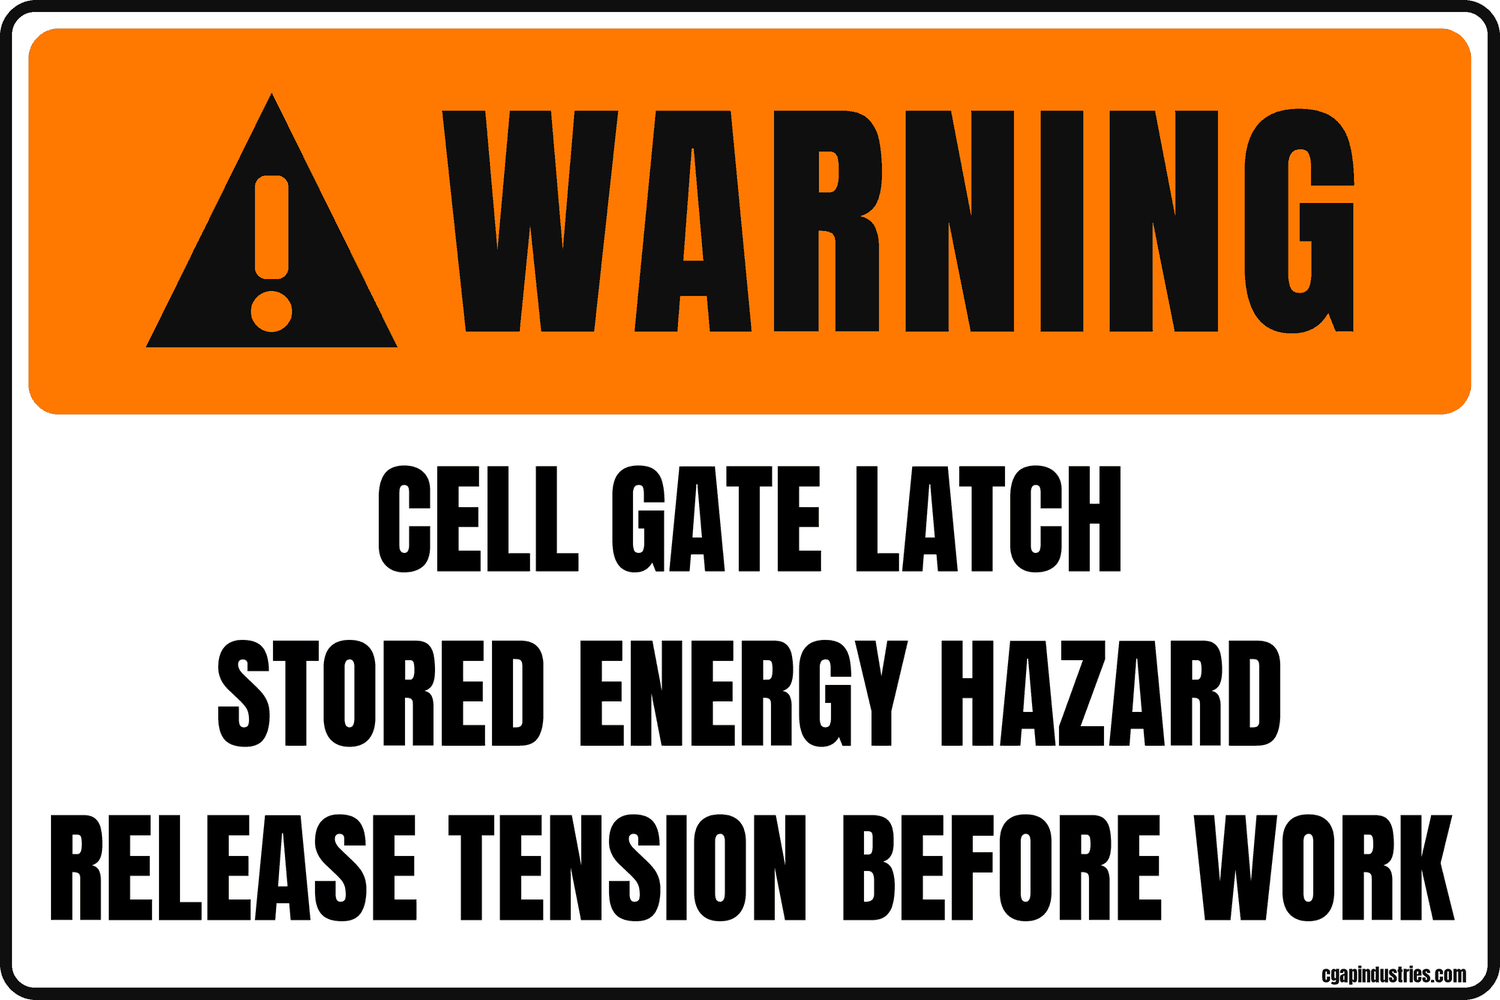 WARNING
CELL GATE LATCH
STORED ENERGY HAZARD
RELEASE TENSION BEFORE WORK
cgapindustries.com